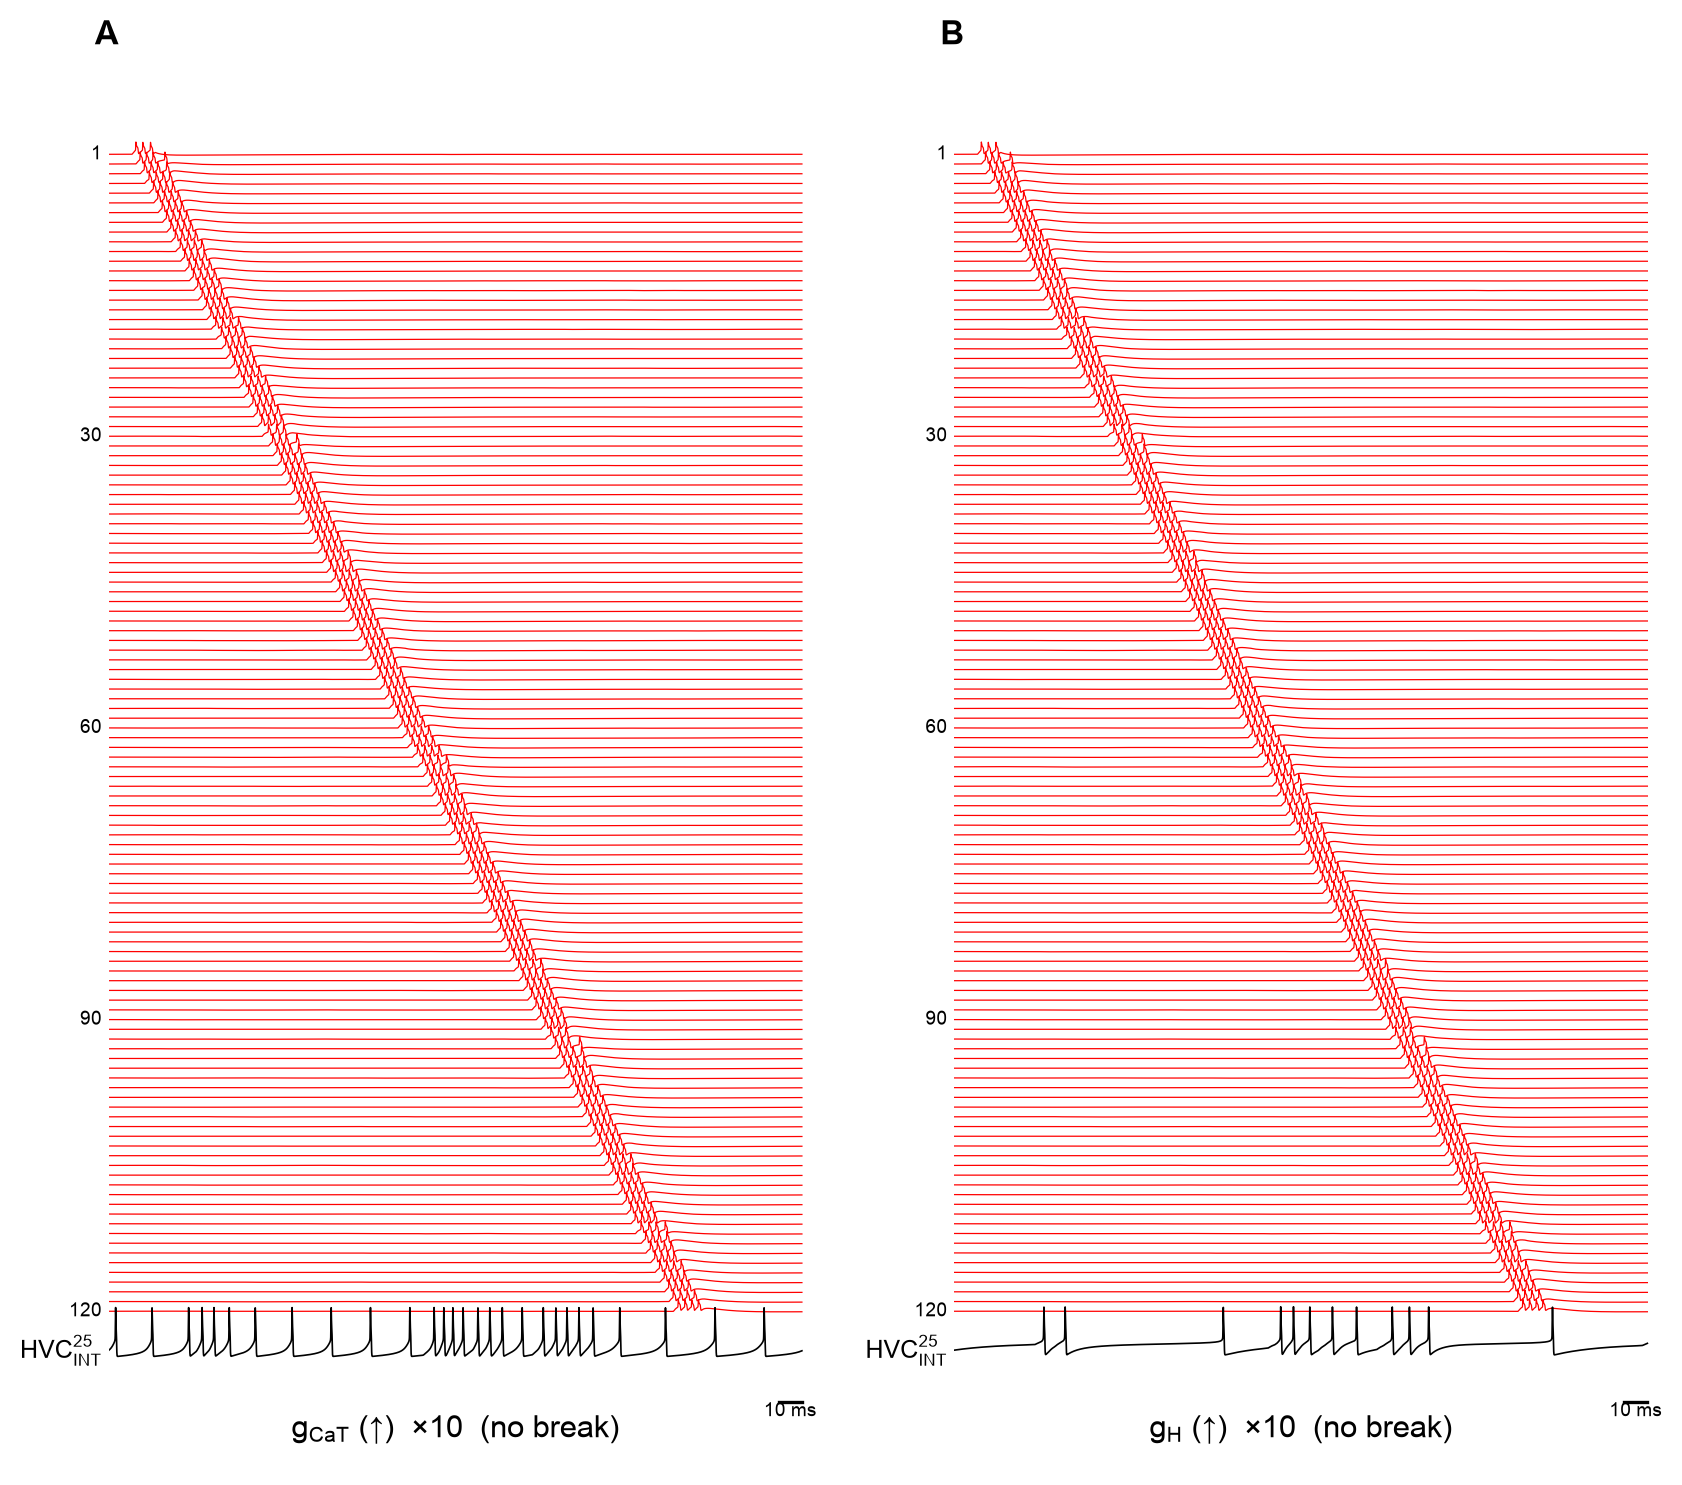 A
B
1
30
60
90
120
HVC²⁵INT
10 ms
gCaT (↑) ×10 (no break)
1
30
60
90
120
HVC²⁵INT
10 ms
gH (↑) ×10 (no break)